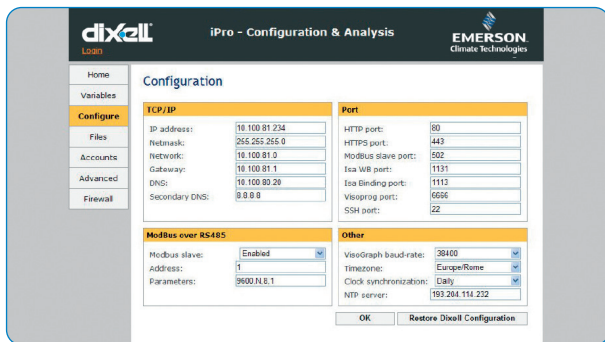 dixell
iPro - Configuration & Analysis
EMERSON.
Climate Technologies
Login
Home
Variables
Configure
Files
Accounts
Advanced
Firewall
Configuration
TCP/IP
IP address: 10.100.81.234
Netmask: 255.255.255.0
Network: 10.100.81.0
Gateway: 10.100.81.1
DNS: 10.100.80.20
Secondary DNS: 8.8.8.8
Port
HTTP port: 80
HTTPS port: 443
ModBus slave port: 502
Isa WB port: 1131
Isa Binding port: 1113
Visoprog port: 6666
SSH port: 22
ModBus over RS485
Modbus slave: Enabled
Address: 1
Parameters: 9600,N,8,1
Other
VisoGraph baud-rate: 38400
Timezone: Europe/Rome
Clock synchronization: Daily
NTP server: 193.204.114.232
OK
Restore Dixell Configuration